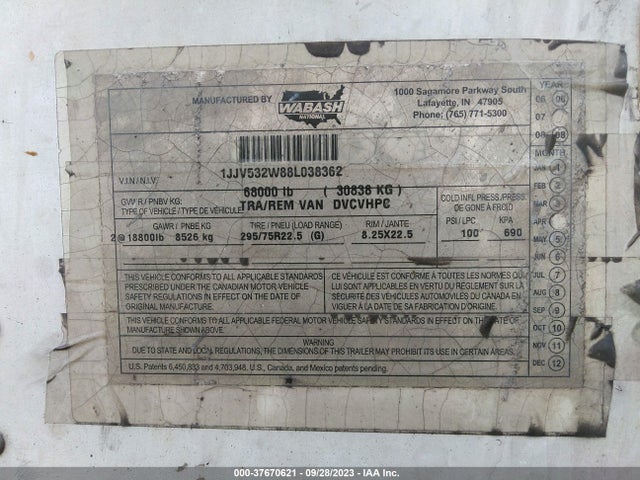 MANUFACTURED BY
WABASH
NATIONAL
1000 Sagamore Parkway South
Lafayette, IN 47905
Phone: (765) 771-5300
YEAR
06 06
07
08 08
MONTH
JAN 1
FEB 2
MAR 3
APR
MAY 5
JUN 6
JUL 7
AUG 8
SEP 9
OCT 10
NOV 11
DEC 12
V.I.N / N.I.V.
1JJV532W88L038362
GVWR / PNBV KG:
68000 lb ( 30838 KG )
TYPE OF VEHICLE / TYPE DE VÉHICULE:
TRA/REM VAN DVCVHPC
COLD INFL.PRESS./PRESS.
DE GONF. À FROID
GAWR / PNBE KG
TIRE / PNEU (LOAD RANGE)
RIM / JANTE
PSI / LPC
KPA
2@18800lb 8526 kg
295/75R22.5 (G)
8.25X22.5
100
690
THIS VEHICLE CONFORMS TO ALL APPLICABLE STANDARDS
PRESCRIBED UNDER THE CANADIAN MOTOR VEHICLE
SAFETY REGULATIONS IN EFFECT ON THE DATE OF
ORIGINAL MANUFACTURE.
CE VÉHICULE EST CONFORME À TOUTES LES NORMES QUI
LUI SONT APPLICABLES EN VERTU DU RÈGLEMENT SUR LA
SÉCURITÉ DES VÉHICULES AUTOMOBILES DU CANADA EN
VIGUER À LA DATE DE SA FABRICATION D'ORIGINE.
THIS VEHICLE CONFORMS TO ALL APPLICABLE FEDERAL MOTOR VEHICLE SAFETY STANDARDS IN EFFECT ON THE DATE OF
MANUFACTURE SHOWN ABOVE.
WARNING
DUE TO STATE AND LOCAL REGULATIONS, THE DIMENSIONS OF THIS TRAILER MAY PROHIBIT ITS USE IN CERTAIN AREAS.
U.S. Patents 6,450,833 and 4,703,948, U.S., Canada, and Mexico patents pending.
000-37670621 - 09/28/2023 - IAA Inc.